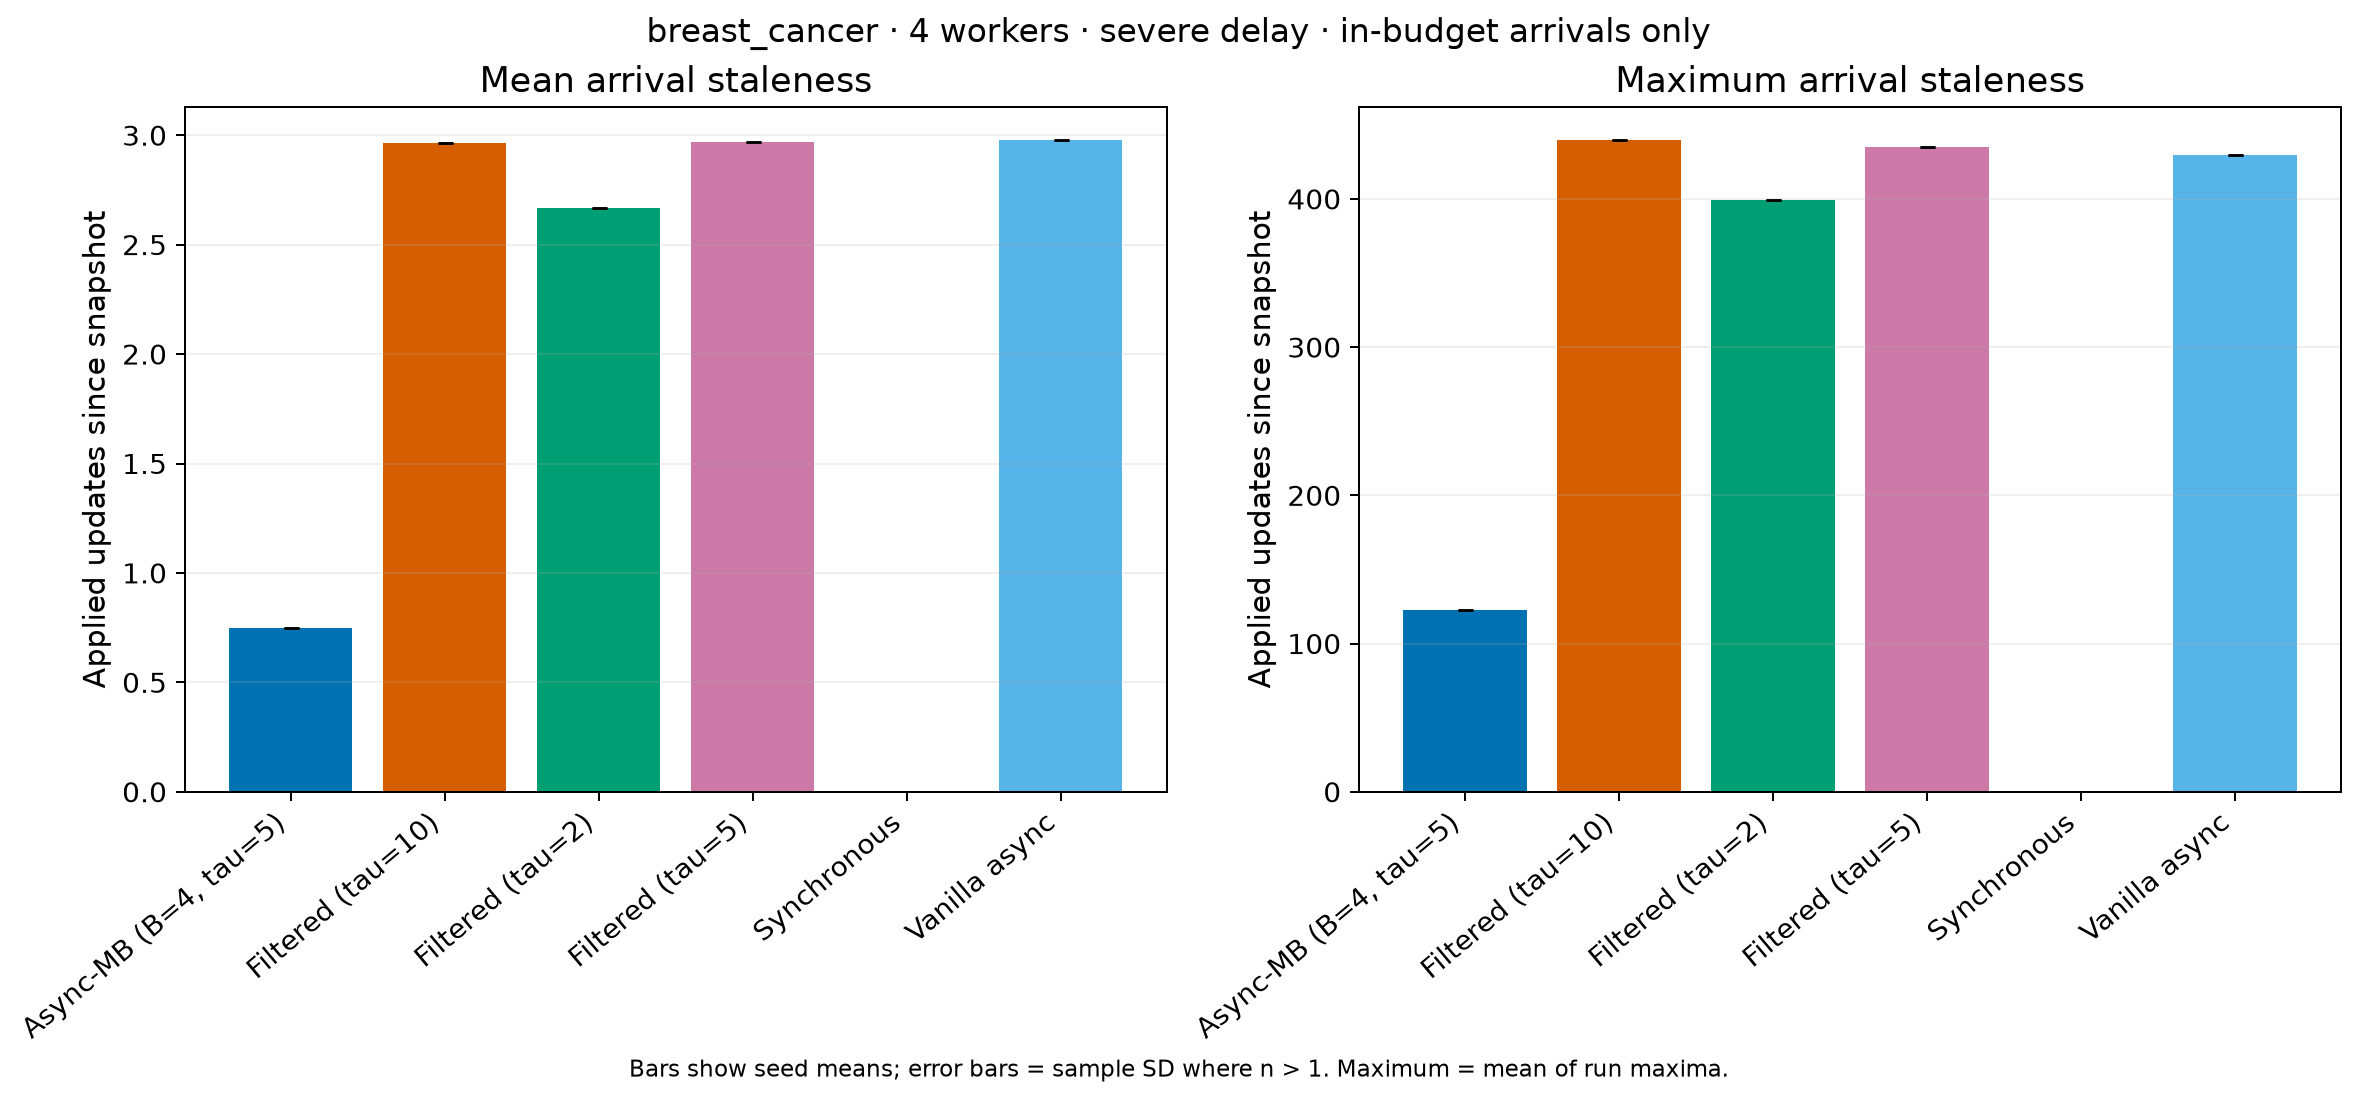 breast_cancer · 4 workers · severe delay · in-budget arrivals only
Mean arrival staleness
Applied updates since snapshot
3.0
2.5
2.0
1.5
1.0
0.5
0.0
Async-MB (B=4, tau=5)
Filtered (tau=10)
Filtered (tau=2)
Filtered (tau=5)
Synchronous
Vanilla async
Maximum arrival staleness
Applied updates since snapshot
400
300
200
100
0
Async-MB (B=4, tau=5)
Filtered (tau=10)
Filtered (tau=2)
Filtered (tau=5)
Synchronous
Vanilla async
Bars show seed means; error bars = sample SD where n > 1. Maximum = mean of run maxima.